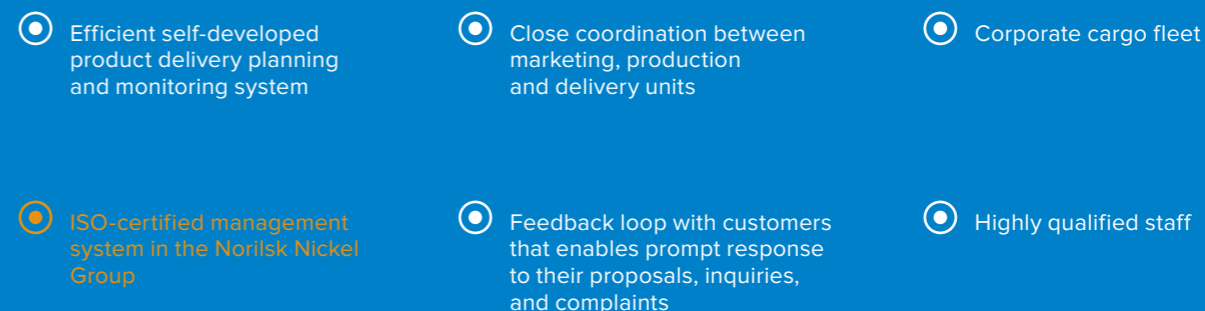 Efficient self-developed
product delivery planning
and monitoring system
Close coordination between
marketing, production
and delivery units
Corporate cargo fleet
ISO-certified management
system in the Norilsk Nickel
Group
Feedback loop with customers
that enables prompt response
to their proposals, inquiries,
and complaints
Highly qualified staff